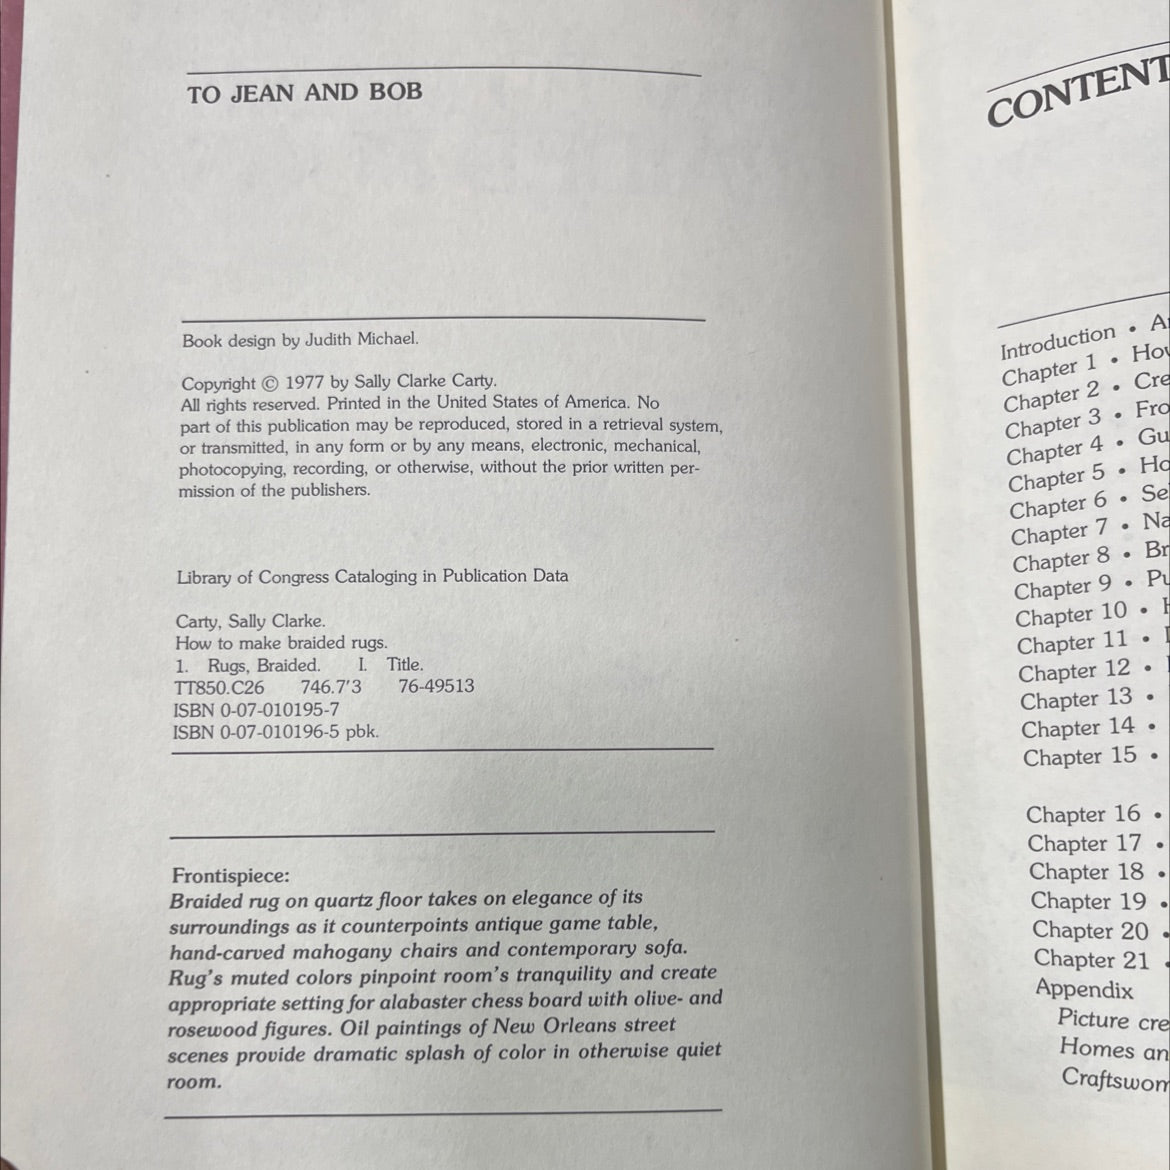 TO JEAN AND BOB
Book design by Judith Michael.
Copyright © 1977 by Sally Clarke Carty.
All rights reserved. Printed in the United States of America. No
part of this publication may be reproduced, stored in a retrieval system,
or transmitted, in any form or by any means, electronic, mechanical,
photocopying, recording, or otherwise, without the prior written per-
mission of the publishers.
Library of Congress Cataloging in Publication Data
Carty, Sally Clarke.
How to make braided rugs.
1. Rugs, Braided. I. Title.
TT850.C26 746.7'3 76-49513
ISBN 0-07-010195-7
ISBN 0-07-010196-5 pbk.
Frontispiece:
Braided rug on quartz floor takes on elegance of its
surroundings as it counterpoints antique game table,
hand-carved mahogany chairs and contemporary sofa.
Rug's muted colors pinpoint room's tranquility and create
appropriate setting for alabaster chess board with olive- and
rosewood figures. Oil paintings of New Orleans street
scenes provide dramatic splash of color in otherwise quiet
room.
CONTENT
Introduction •
Chapter 1 •
Chapter 2 •
Chapter 3 •
Chapter 4 •
Chapter 5 •
Chapter 6 •
Chapter 7 •
Chapter 8 •
Chapter 9 •
Chapter 10 •
Chapter 11 •
Chapter 12 •
Chapter 13 •
Chapter 14 •
Chapter 15 •
Chapter 16 •
Chapter 17 •
Chapter 18 •
Chapter 19 •
Chapter 20 •
Chapter 21 •
Appendix
Picture cre
Homes an
Craftswom